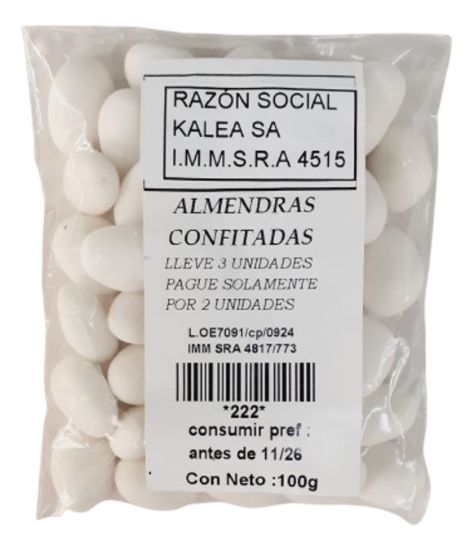 RAZÓN SOCIAL
KALEA SA
I.M.M.S.R.A 4515
ALMENDRAS
CONFITADAS
LLEVE 3 UNIDADES
PAGUE SOLAMENTE
POR 2 UNIDADES
L.OE7091/cp/0924
IMM SRA 4817/773
*222*
consumir pref :
antes de 11/26
Con Neto :100g